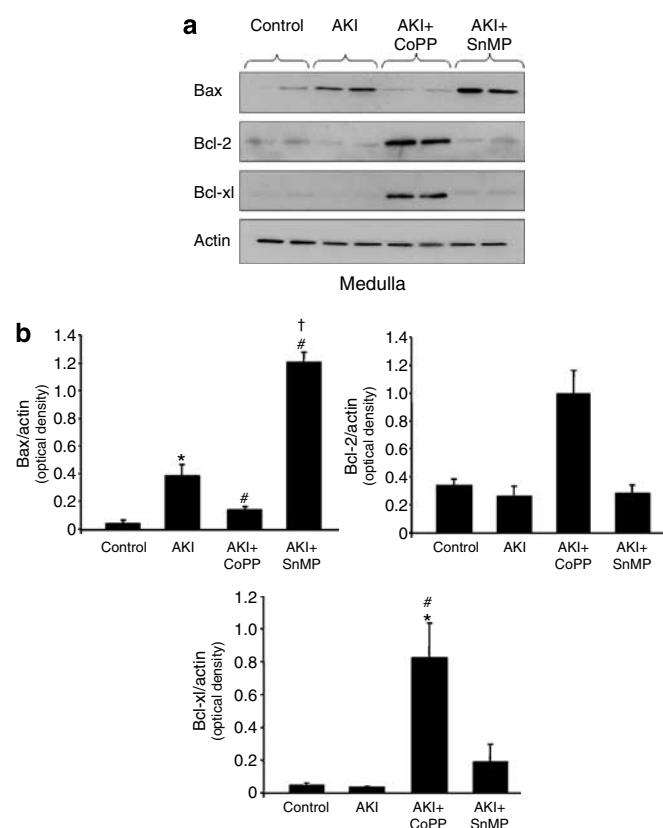 a
Control AKI AKI+ AKI+
CoPP SnMP
Bax
Bcl-2
Bcl-xl
Actin
Medulla
b
Bax/actin
(optical density)
1.4
1.2
1.0
0.8
0.6
0.4
0.2
0
*
#
†
#
Control AKI AKI+ AKI+
CoPP SnMP
Bcl-2/actin
(optical density)
1.4
1.2
1.0
0.8
0.6
0.4
0.2
0
Control AKI AKI+ AKI+
CoPP SnMP
Bcl-xl/actin
(optical density)
1.2
1.0
0.8
0.6
0.4
0.2
0
#
*
Control AKI AKI+ AKI+
CoPP SnMP